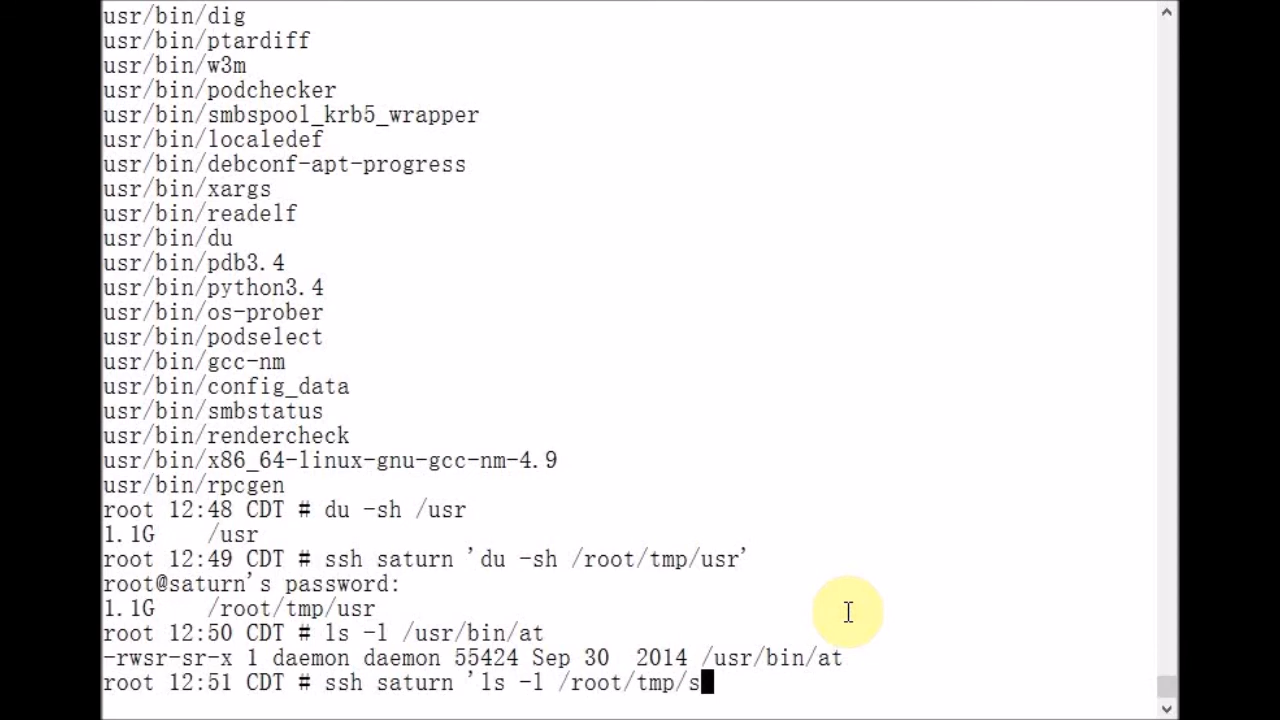 usr/bin/dig
usr/bin/ptardiff
usr/bin/w3m
usr/bin/podchecker
usr/bin/smbspool_krb5_wrapper
usr/bin/localedef
usr/bin/debconf-apt-progress
usr/bin/xargs
usr/bin/readelf
usr/bin/du
usr/bin/pdb3.4
usr/bin/python3.4
usr/bin/os-prober
usr/bin/podselect
usr/bin/gcc-nm
usr/bin/config_data
usr/bin/smbstatus
usr/bin/rendercheck
usr/bin/x86_64-linux-gnu-gcc-nm-4.9
usr/bin/rpcgen
root 12:48 CDT # du -sh /usr
1.1G    /usr
root 12:49 CDT # ssh saturn 'du -sh /root/tmp/usr'
root@saturn's password:
1.1G    /root/tmp/usr
root 12:50 CDT # ls -l /usr/bin/at
-rwsr-sr-x 1 daemon daemon 55424 Sep 30  2014 /usr/bin/at
root 12:51 CDT # ssh saturn 'ls -l /root/tmp/s